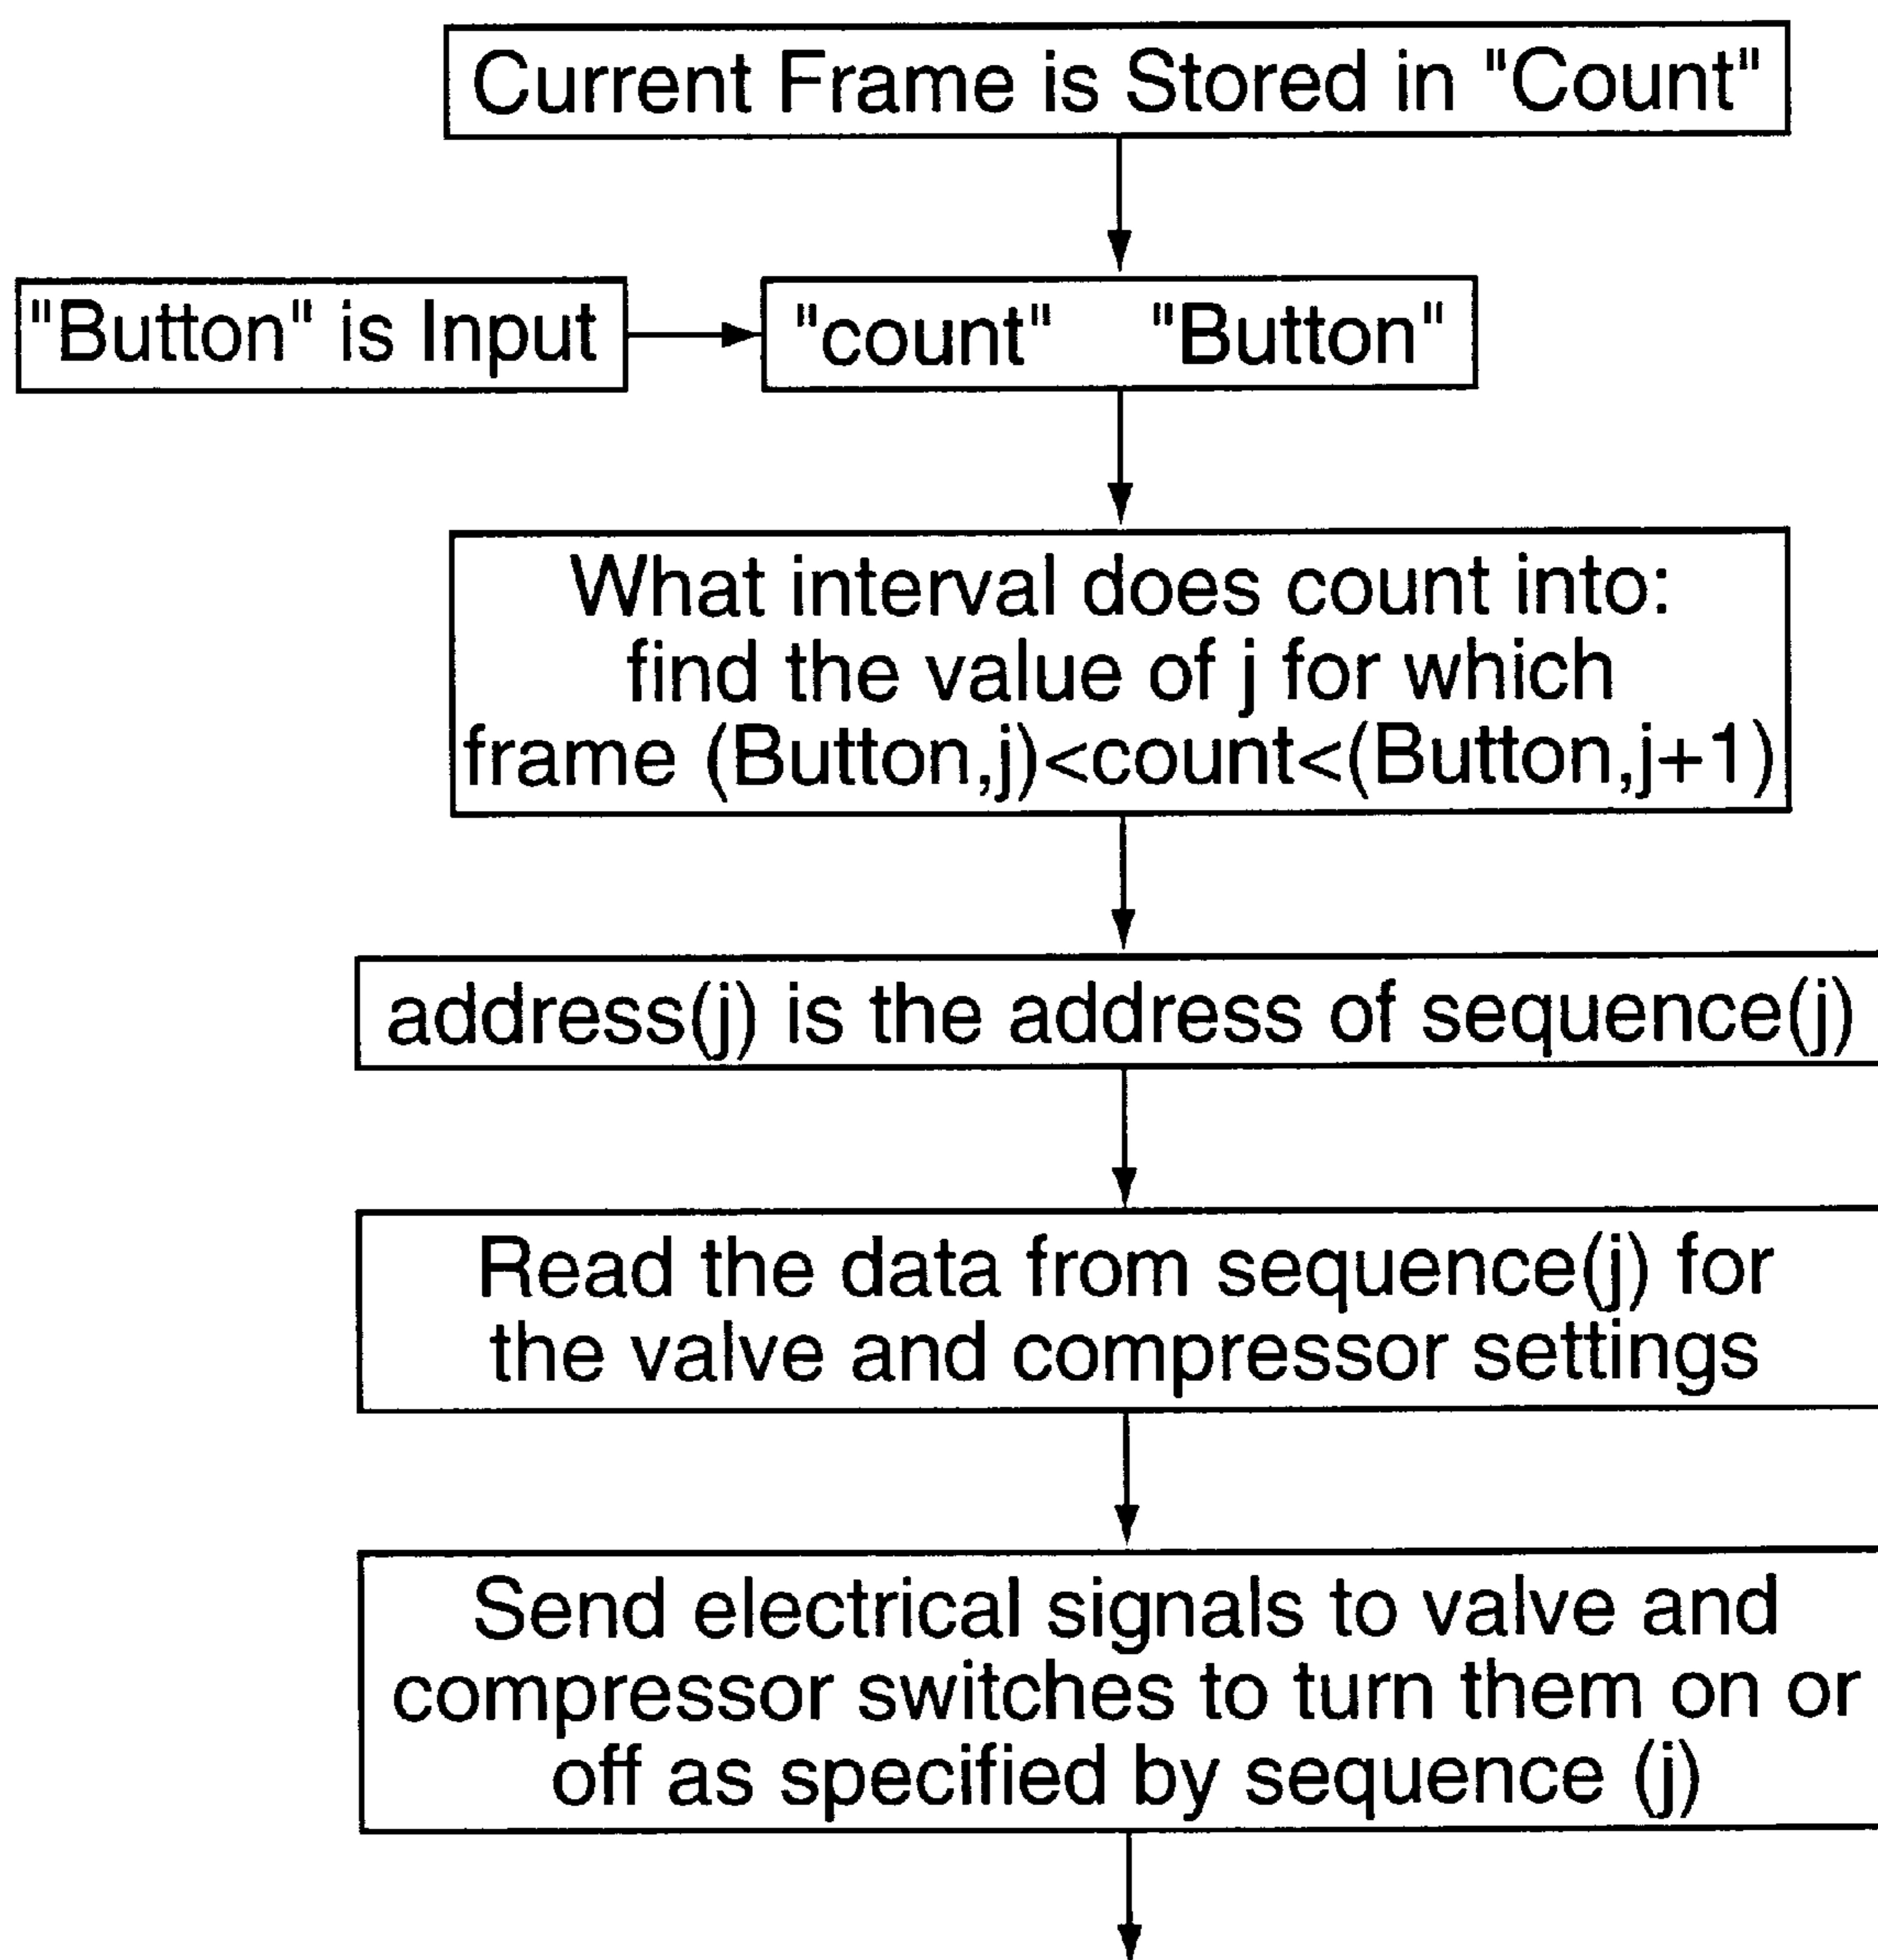 Current Frame is Stored in "Count"
"Button" is Input
"count" "Button"
What interval does count into:
find the value of j for which
frame (Button,j)<count<(Button,j+1)
address(j) is the address of sequence(j)
Read the data from sequence(j) for
the valve and compressor settings
Send electrical signals to valve and
compressor switches to turn them on or
off as specified by sequence (j)